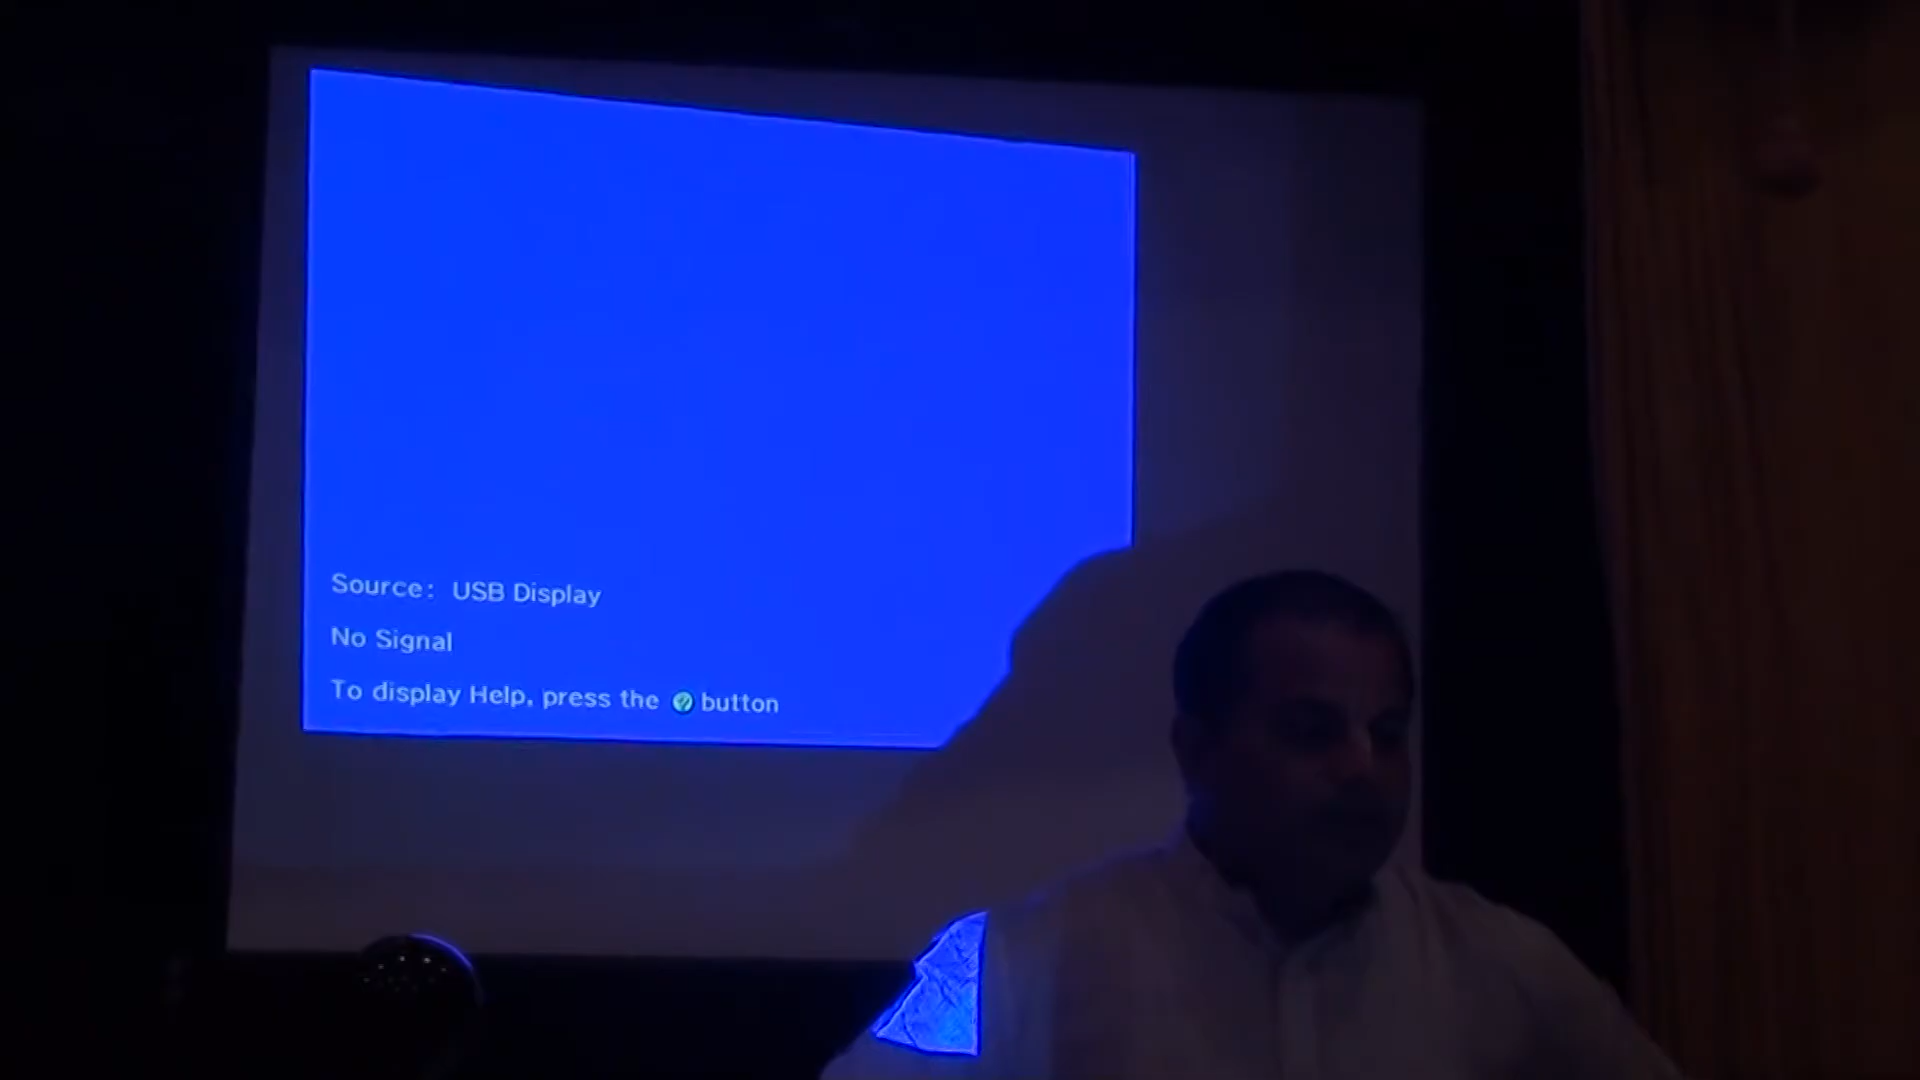 Source: USB Display
No Signal
To display Help, press the ? button